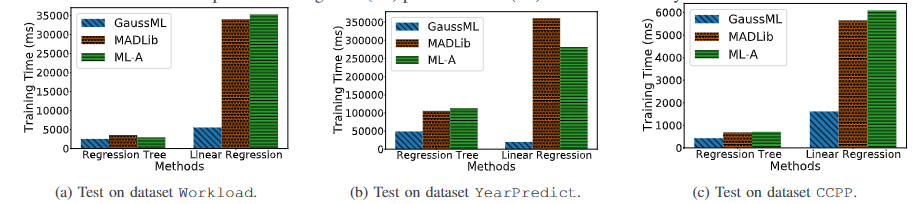 35000
30000
25000
20000
15000
10000
5000
0
Training Time (ms)
GaussML
MADLib
ML-A
Regression Tree Linear Regression
Methods
(a) Test on dataset Workload.
350000
300000
250000
200000
150000
100000
50000
0
Training Time (ms)
GaussML
MADLib
ML-A
Regression Tree Linear Regression
Methods
(b) Test on dataset YearPredict.
6000
5000
4000
3000
2000
1000
0
Training Time (ms)
GaussML
MADLib
ML-A
Regression Tree Linear Regression
Methods
(c) Test on dataset CCPP.